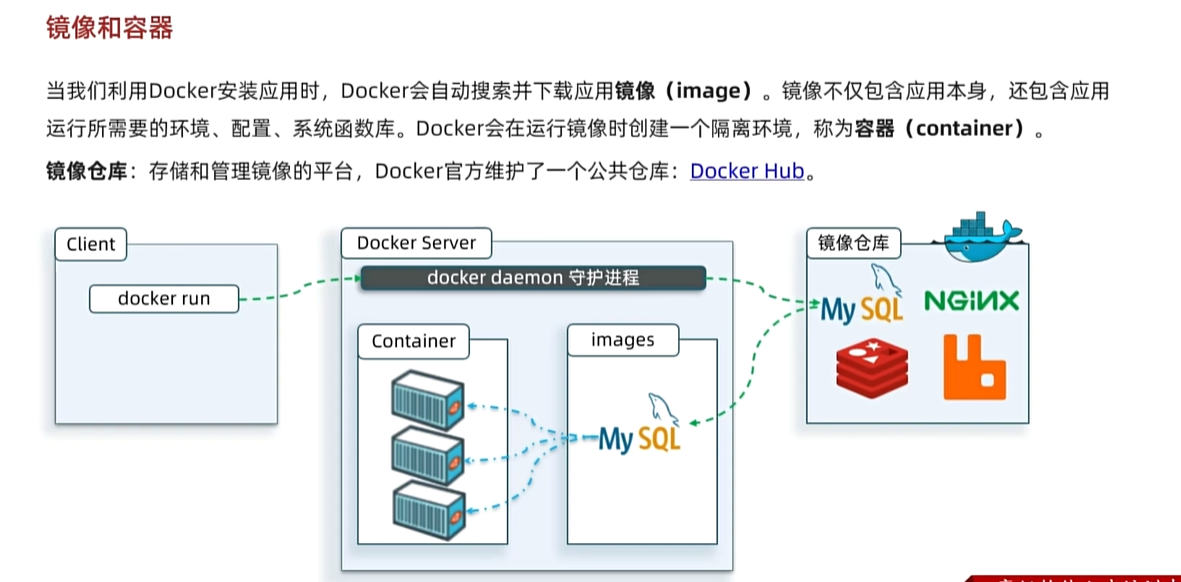 镜像和容器
当我们利用Docker安装应用时，Docker会自动搜索并下载应用镜像（image）。镜像不仅包含应用本身，还包含应用
运行所需要的环境、配置、系统函数库。Docker会在运行镜像时创建一个隔离环境，称为容器（container）。
镜像仓库：存储和管理镜像的平台，Docker官方维护了一个公共仓库：Docker Hub。
Client
docker run
Docker Server
docker daemon 守护进程
Container
images
MySQL
镜像仓库
MySQL
NGINX